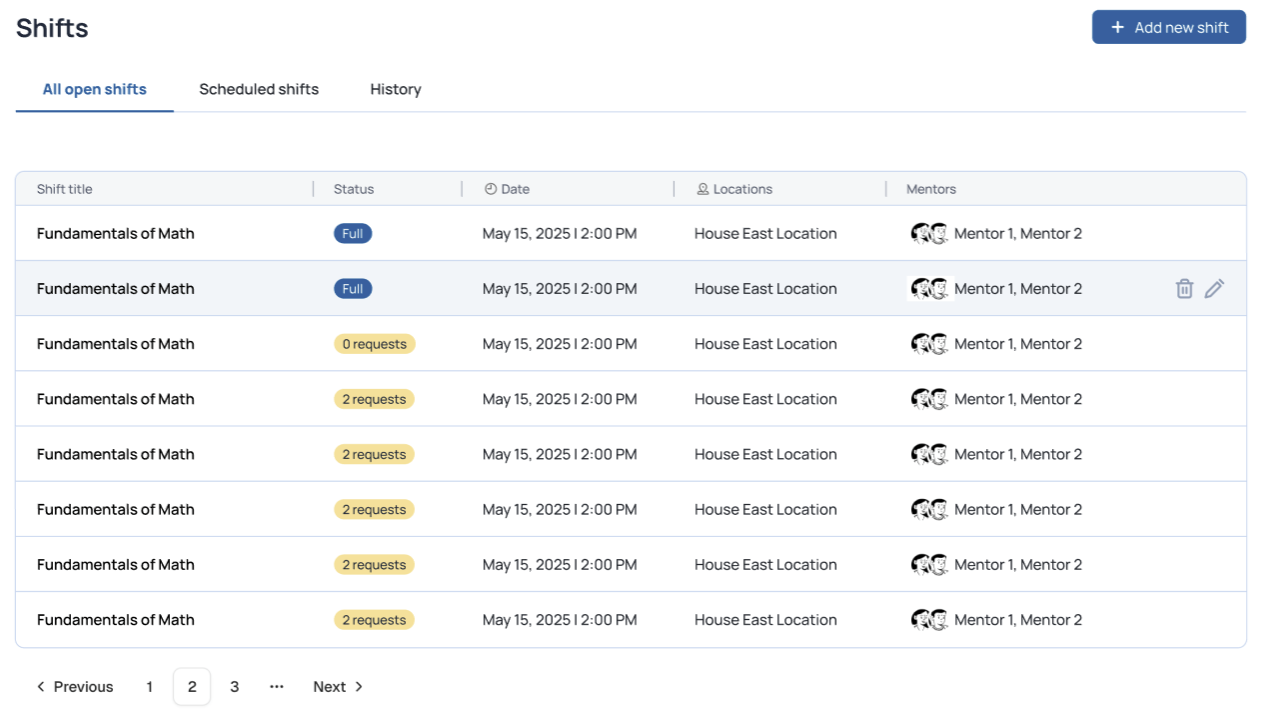 Shifts
+ Add new shift
All open shifts Scheduled shifts History
Shift title Status Date Locations Mentors
Fundamentals of Math Full May 15, 2025 | 2:00 PM House East Location Mentor 1, Mentor 2
Fundamentals of Math Full May 15, 2025 | 2:00 PM House East Location Mentor 1, Mentor 2
Fundamentals of Math 0 requests May 15, 2025 | 2:00 PM House East Location Mentor 1, Mentor 2
Fundamentals of Math 2 requests May 15, 2025 | 2:00 PM House East Location Mentor 1, Mentor 2
Fundamentals of Math 2 requests May 15, 2025 | 2:00 PM House East Location Mentor 1, Mentor 2
Fundamentals of Math 2 requests May 15, 2025 | 2:00 PM House East Location Mentor 1, Mentor 2
Fundamentals of Math 2 requests May 15, 2025 | 2:00 PM House East Location Mentor 1, Mentor 2
Fundamentals of Math 2 requests May 15, 2025 | 2:00 PM House East Location Mentor 1, Mentor 2
< Previous 1 2 3 ··· Next >